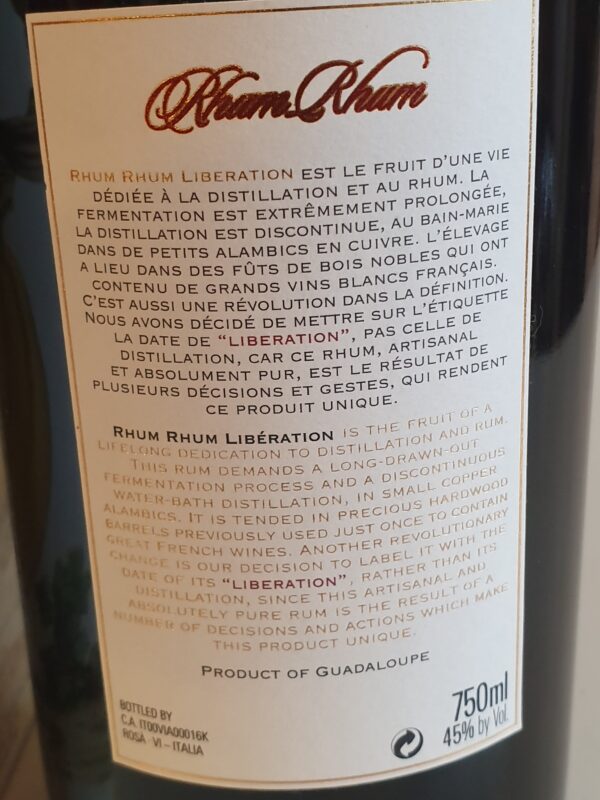 Rhum Rhum
RHUM RHUM LIBERATION EST LE FRUIT D'UNE VIE
DÉDIÉE À LA DISTILLATION ET AU RHUM. LA
FERMENTATION EST EXTRÊMEMENT PROLONGÉE,
LA DISTILLATION EST DISCONTINUE, AU BAIN-MARIE
DANS DE PETITS ALAMBICS EN CUIVRE. L'ÉLEVAGE
A LIEU DANS DES FÛTS DE BOIS NOBLES QUI ONT
CONTENU DE GRANDS VINS BLANCS FRANÇAIS.
C'EST AUSSI UNE RÉVOLUTION DANS LA DÉFINITION.
NOUS AVONS DÉCIDÉ DE METTRE SUR L'ÉTIQUETTE
LA DATE DE "LIBERATION", PAS CELLE DE
DISTILLATION, CAR CE RHUM, ARTISANAL
ET ABSOLUMENT PUR, EST LE RÉSULTAT DE
PLUSIEURS DÉCISIONS ET GESTES, QUI RENDENT
CE PRODUIT UNIQUE.
RHUM RHUM LIBÉRATION IS THE FRUIT OF A
LIFELONG DEDICATION TO DISTILLATION AND RUM.
THIS RUM DEMANDS A LONG-DRAWN-OUT
FERMENTATION PROCESS AND A DISCONTINUOUS
WATER-BATH DISTILLATION, IN SMALL COPPER
ALAMBICS. IT IS TENDED IN PRECIOUS HARDWOOD
BARRELS PREVIOUSLY USED JUST ONCE TO CONTAIN
GREAT FRENCH WINES. ANOTHER REVOLUTIONARY
CHANGE IS OUR DECISION TO LABEL IT WITH THE
DATE OF ITS "LIBERATION", RATHER THAN ITS
DISTILLATION, SINCE THIS ARTISANAL AND
ABSOLUTELY PURE RUM IS THE RESULT OF A
NUMBER OF DECISIONS AND ACTIONS WHICH MAKE
THIS PRODUCT UNIQUE.
PRODUCT OF GUADALOUPE
BOTTLED BY
C.A. IT00VIA00016K
ROSA - VI - ITALIA
750ml
45% by Vol.